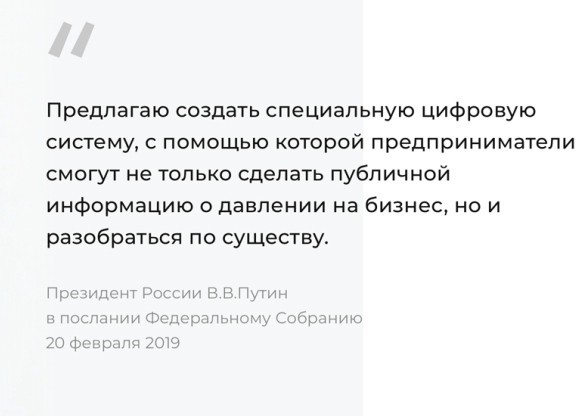 Предлагаю создать специальную цифровую
систему, с помощью которой предприниматели
смогут не только сделать публичной
информацию о давлении на бизнес, но и
разобраться по существу.
Президент России В.В.Путин
в послании Федеральному Собранию
20 февраля 2019